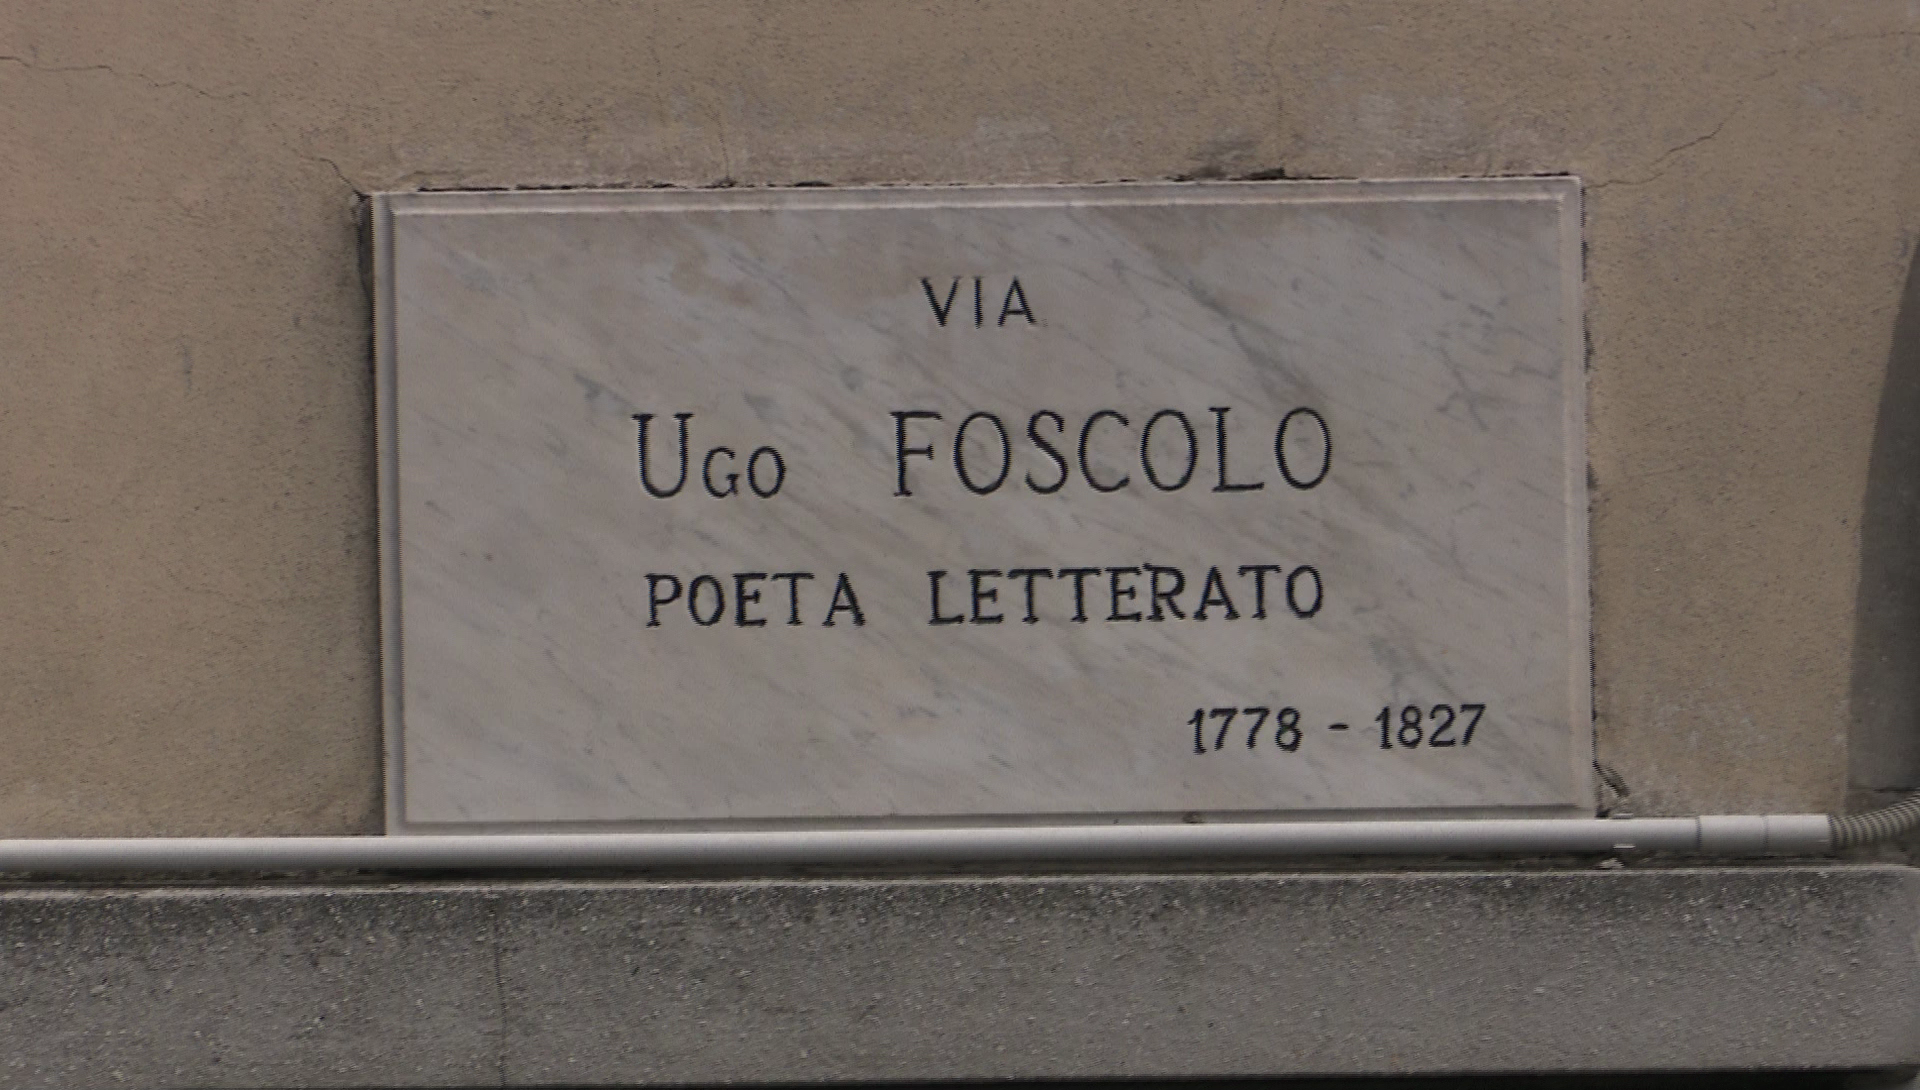 VIA
UGO FOSCOLO
POETA LETTERATO
1778 - 1827